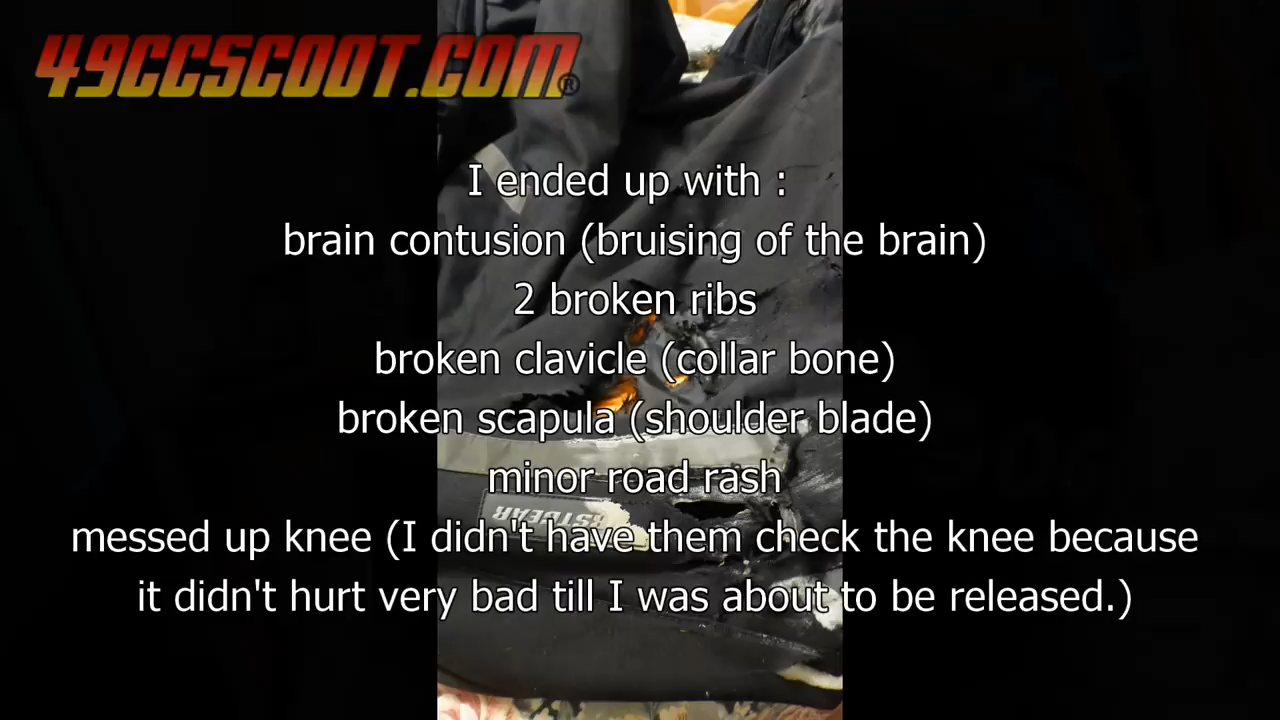 49CCSCOOT.COM®
I ended up with :
brain contusion (bruising of the brain)
2 broken ribs
broken clavicle (collar bone)
broken scapula (shoulder blade)
minor road rash
messed up knee (I didn't have them check the knee because
it didn't hurt very bad till I was about to be released.)